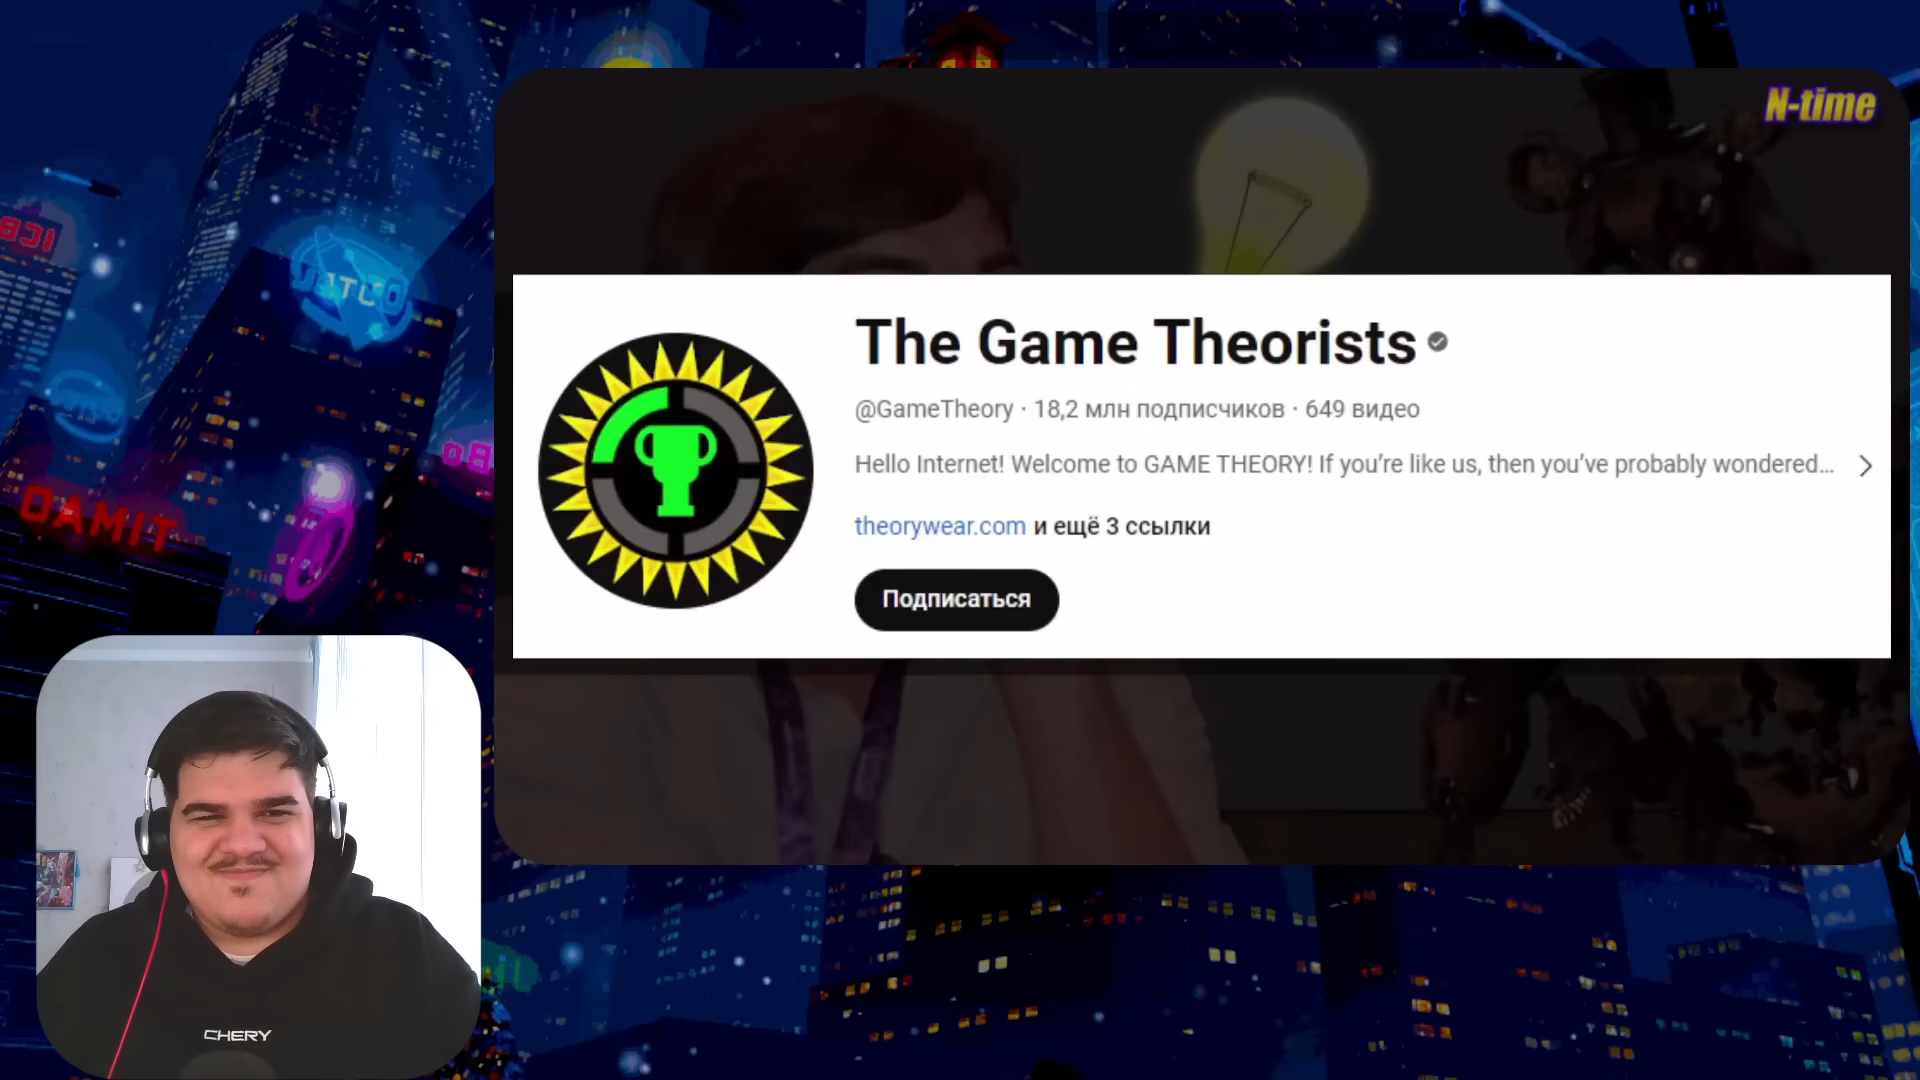 N-time
The Game Theorists
@GameTheory · 18,2 млн подписчиков · 649 видео
Hello Internet! Welcome to GAME THEORY! If you're like us, then you've probably wondered...
theorywear.com и ещё 3 ссылки
Подписаться
CHERY